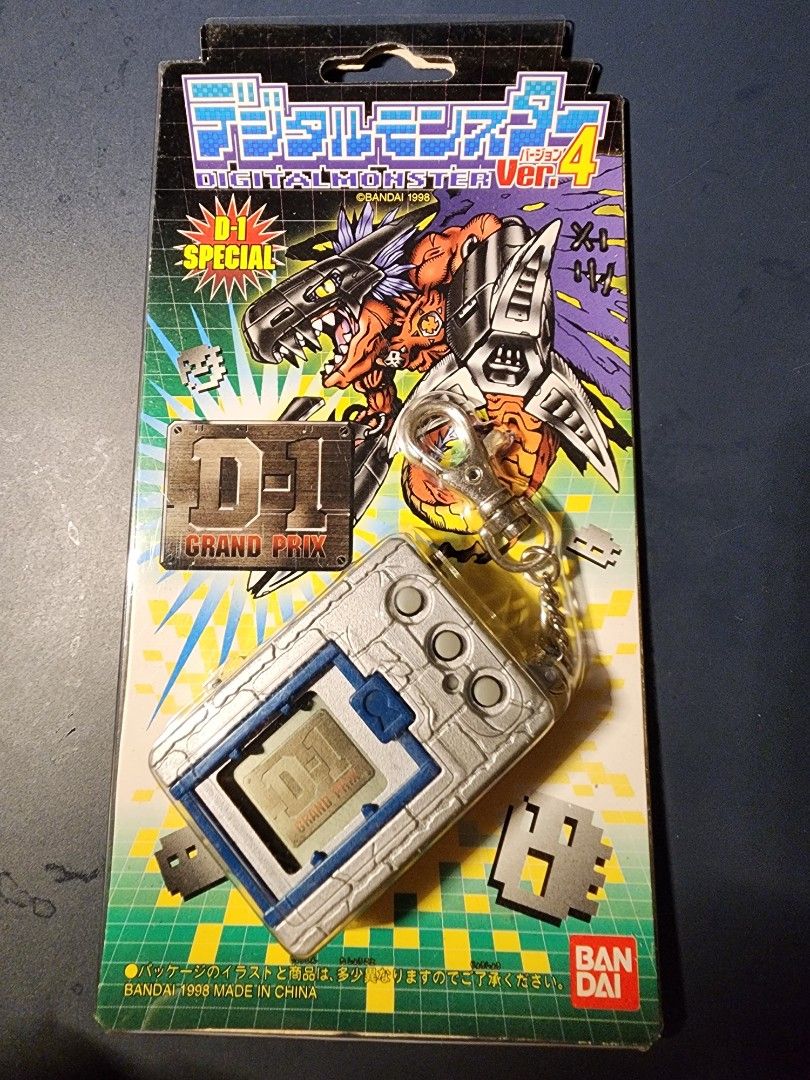 デジタルモンスター
DIGITALMONSTER バージョン Ver.4
©BANDAI 1998
D-1
SPECIAL
D-1
GRAND PRIX
D-1
GRAND PRIX
●パッケージのイラストと商品は、多少異なりますのでご了承ください。
BANDAI 1998 MADE IN CHINA
BAN
DAI